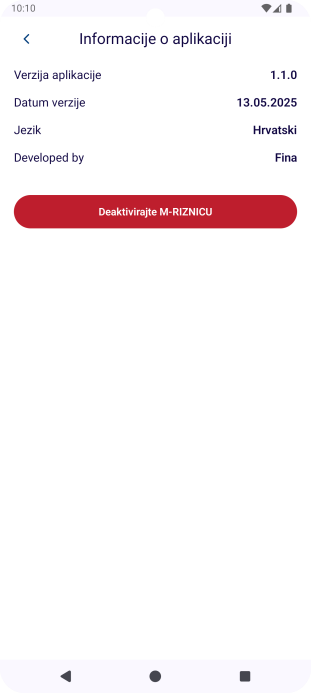 10:10
Informacije o aplikaciji
Verzija aplikacije 1.1.0
Datum verzije 13.05.2025
Jezik Hrvatski
Developed by Fina
Deaktivirajte M-RIZNICU